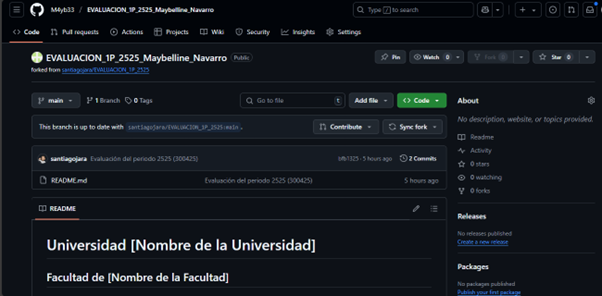 M4yb33 / EVALUACION_1P_2525_Maybelline_Navarro
Type / to search
Code Pull requests Actions Projects Wiki Security Insights Settings
EVALUACION_1P_2525_Maybelline_Navarro Public
Pin Watch 0 Fork 0 Star 0
forked from santiagojara/EVALUACION_1P_2525
main 1 Branch 0 Tags
Go to file t
Add file Code
About
No description, website, or topics provided.
This branch is up to date with santiagojara/EVALUACION_1P_2525:main .
Contribute Sync fork
Readme
Activity
0 stars
0 watching
0 forks
santiagojara Evaluación del periodo 2525 (300425)
5 hours ago 2 Commits
README.md Evaluación del periodo 2525 (300425) 5 hours ago
README
Universidad [Nombre de la Universidad]
Facultad de [Nombre de la Facultad]
Releases
No releases published
Create a new release
Packages
No packages published
Publish your first package